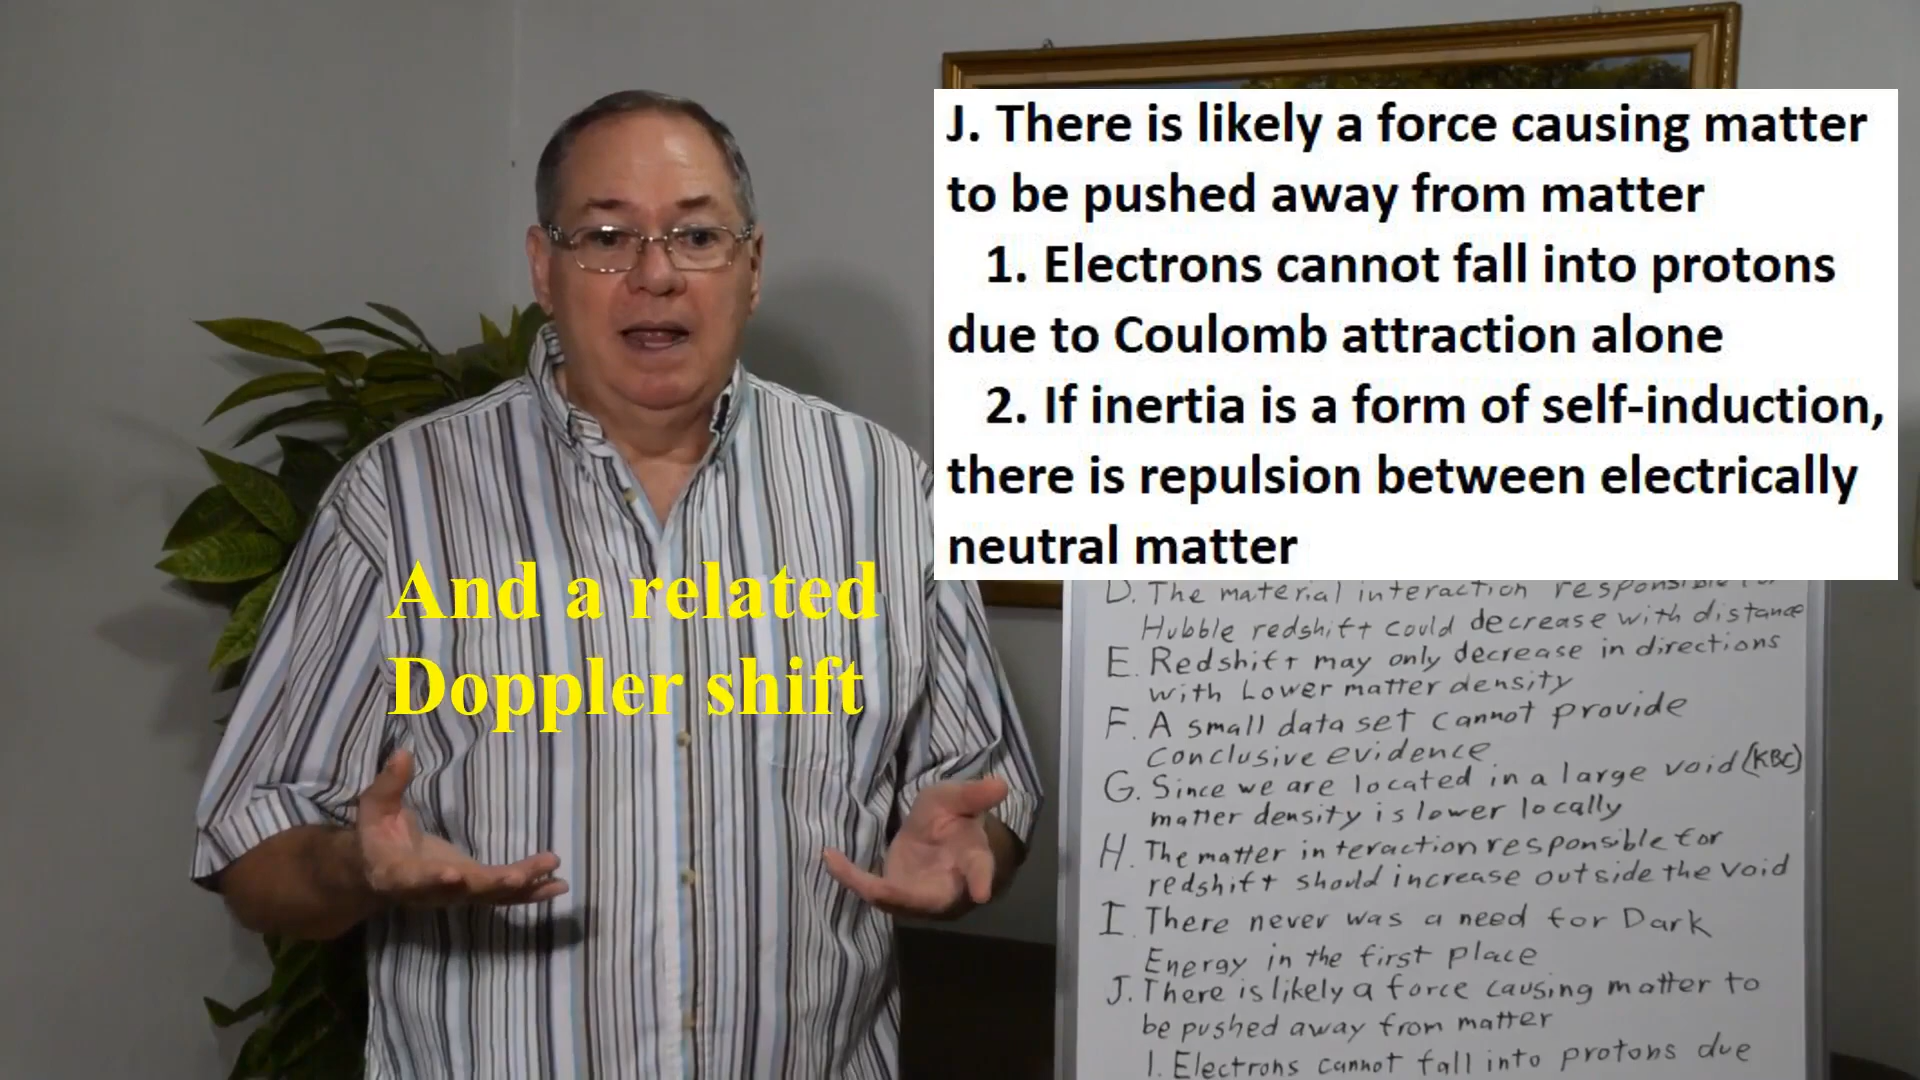 J. There is likely a force causing matter
to be pushed away from matter
1. Electrons cannot fall into protons
due to Coulomb attraction alone
2. If inertia is a form of self-induction,
there is repulsion between electrically
neutral matter
And a related
Doppler shift
D. The material interaction responsible for
Hubble redshift could decrease with distance
E. Redshift may only decrease in directions
with Lower matter density
F. A small data set cannot provide
conclusive evidence
G. Since we are located in a large void (KBC)
matter density is lower locally
H. The matter interaction responsible for
redshift should increase outside the void
I. There never was a need for Dark
Energy in the first place
J. There is likely a force causing matter to
be pushed away from matter
1. Electrons cannot fall into protons due